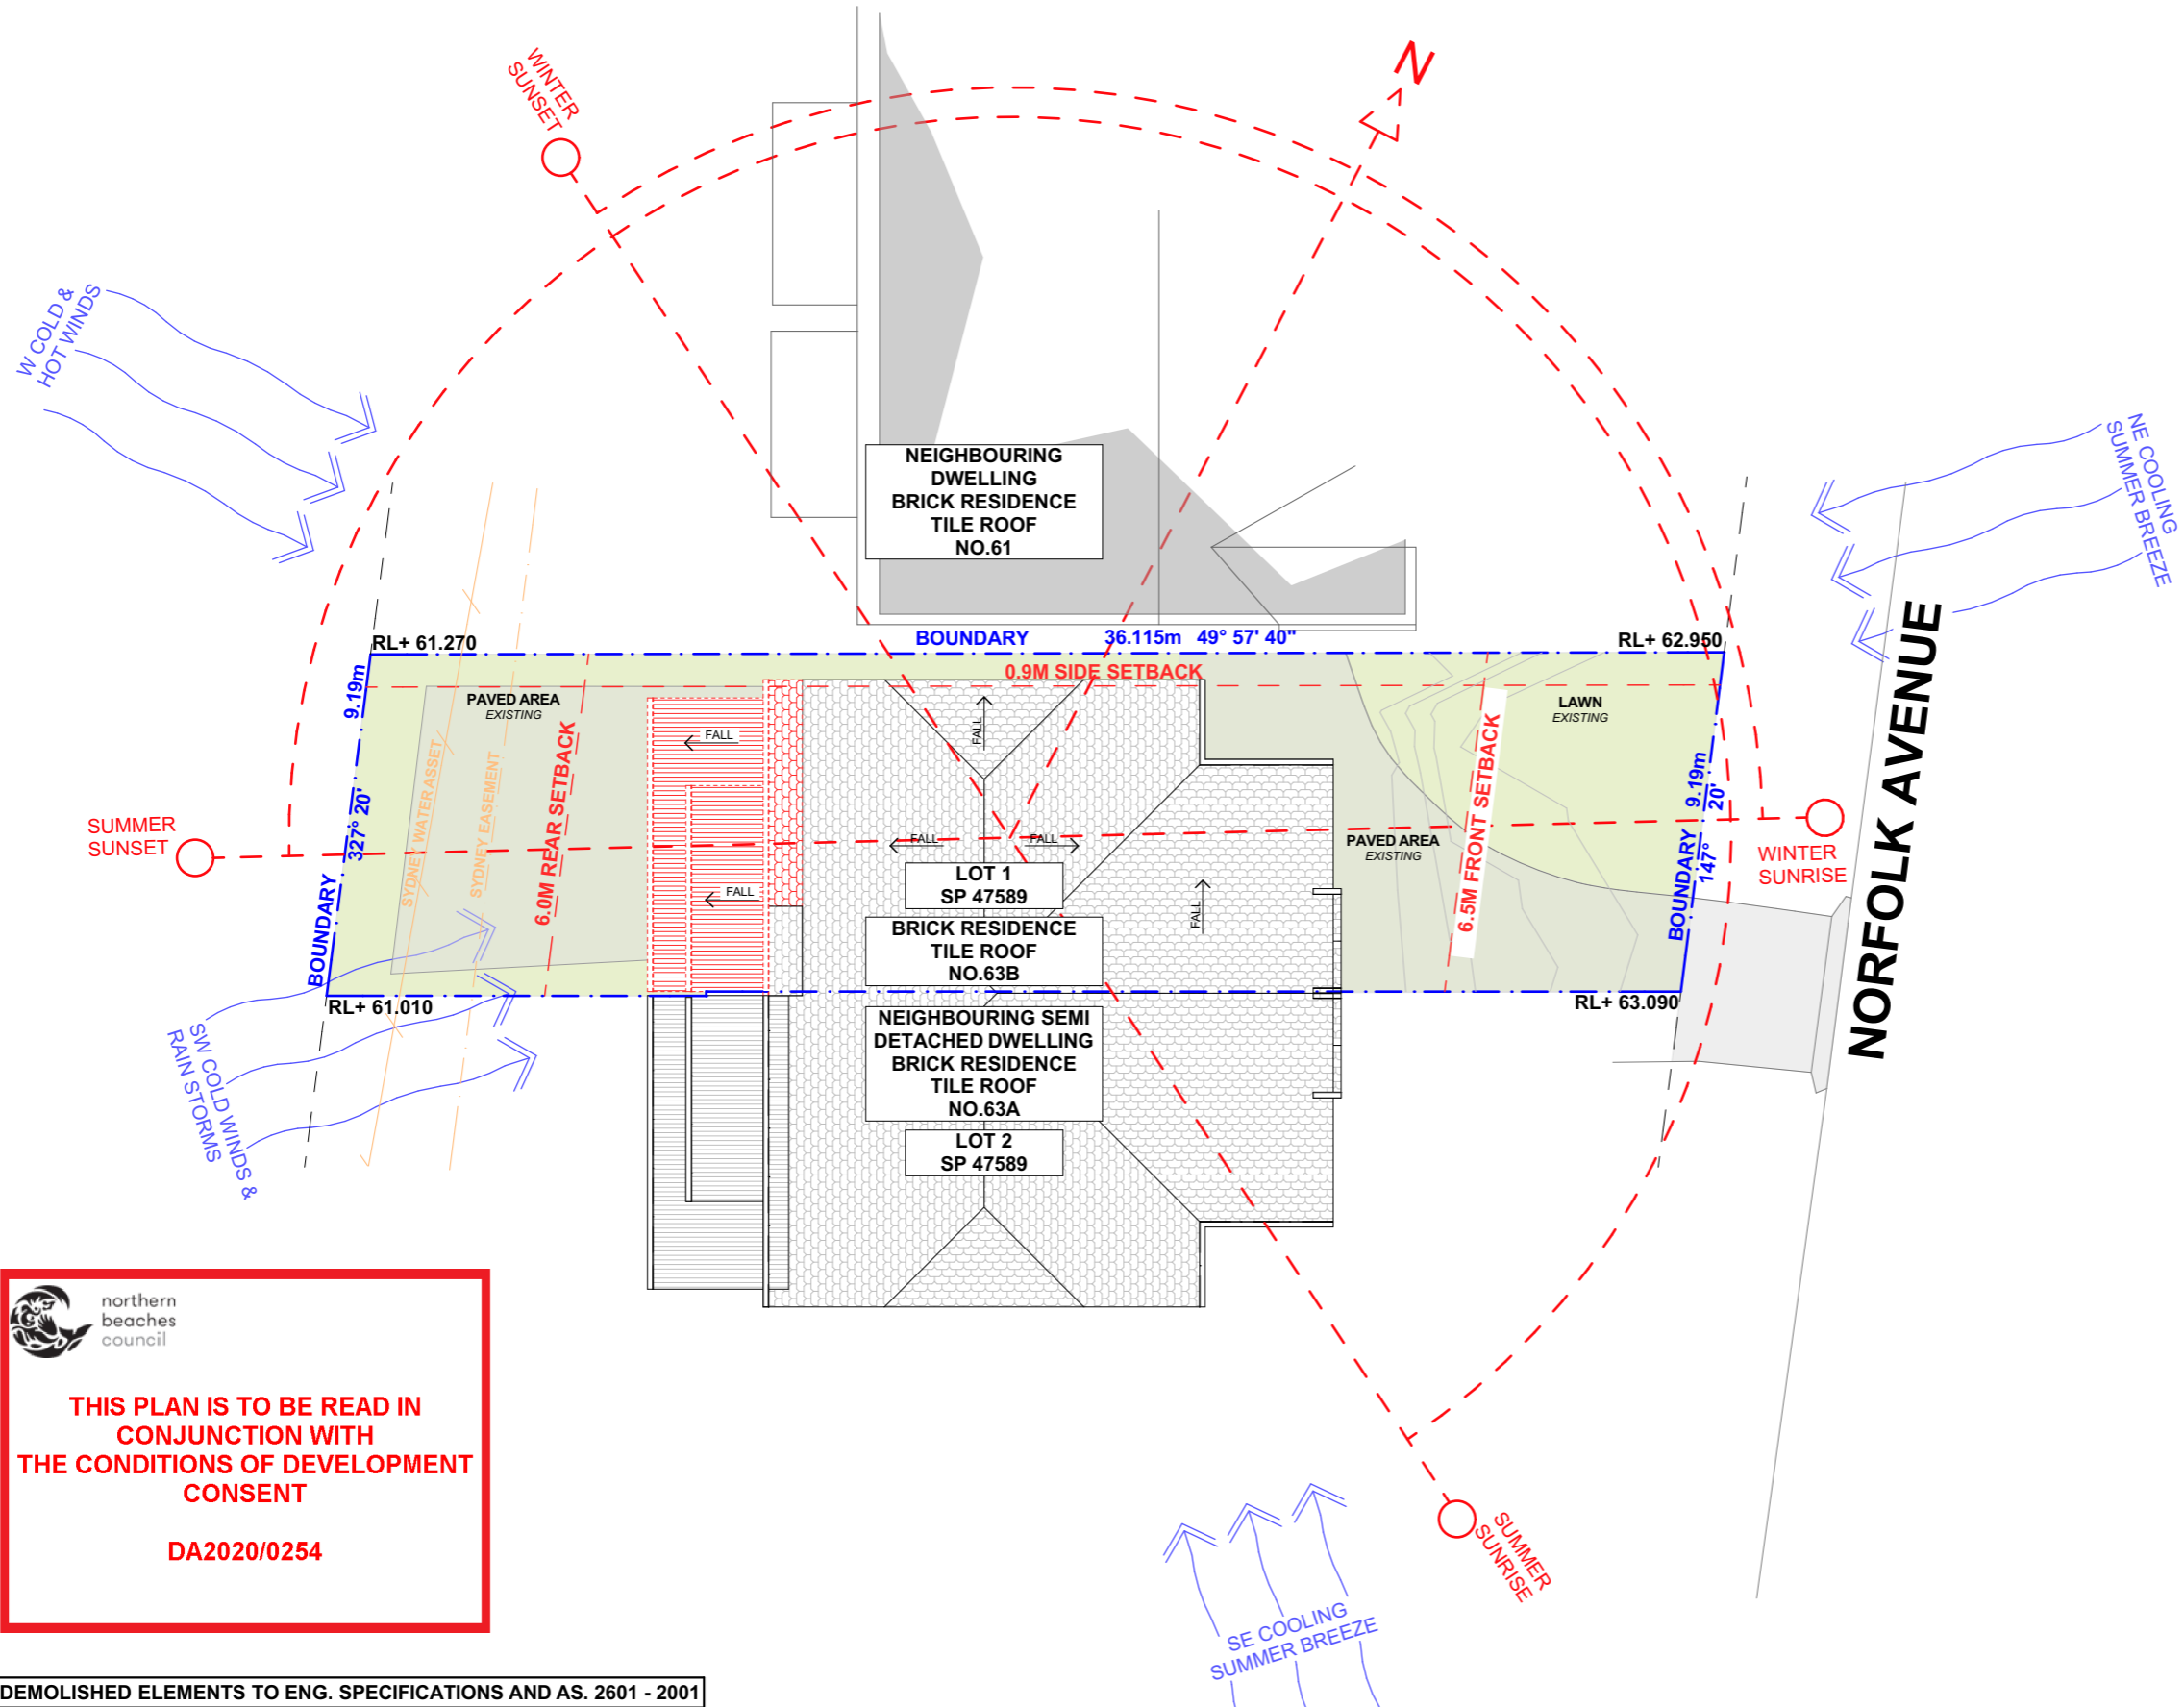 N
WINTER
SUNSET
W COLD &
HOT WINDS
NE COOLING
SUMMER BREEZE
NEIGHBOURING
DWELLING
BRICK RESIDENCE
TILE ROOF
NO.61
RL+ 61.270
BOUNDARY 36.115m 49° 57' 40"
RL+ 62.950
0.9M SIDE SETBACK
9.19m
327° 20'
BOUNDARY
PAVED AREA
EXISTING
SYDNEY WATER ASSET
SYDNEY EASEMENT
6.0M REAR SETBACK
FALL
FALL
FALL
FALL
FALL
FALL
LAWN
EXISTING
6.5M FRONT SETBACK
PAVED AREA
EXISTING
9.19m
20'
147°
BOUNDARY
NORFOLK AVENUE
SUMMER
SUNSET
WINTER
SUNRISE
LOT 1
SP 47589
BRICK RESIDENCE
TILE ROOF
NO.63B
RL+ 61.010
RL+ 63.090
NEIGHBOURING SEMI
DETACHED DWELLING
BRICK RESIDENCE
TILE ROOF
NO.63A
LOT 2
SP 47589
SW COLD WINDS &
RAIN STORMS
northern
beaches
council
THIS PLAN IS TO BE READ IN
CONJUNCTION WITH
THE CONDITIONS OF DEVELOPMENT
CONSENT
DA2020/0254
SUMMER
SUNRISE
SE COOLING
SUMMER BREEZE
DEMOLISHED ELEMENTS TO ENG. SPECIFICATIONS AND AS. 2601 - 2001